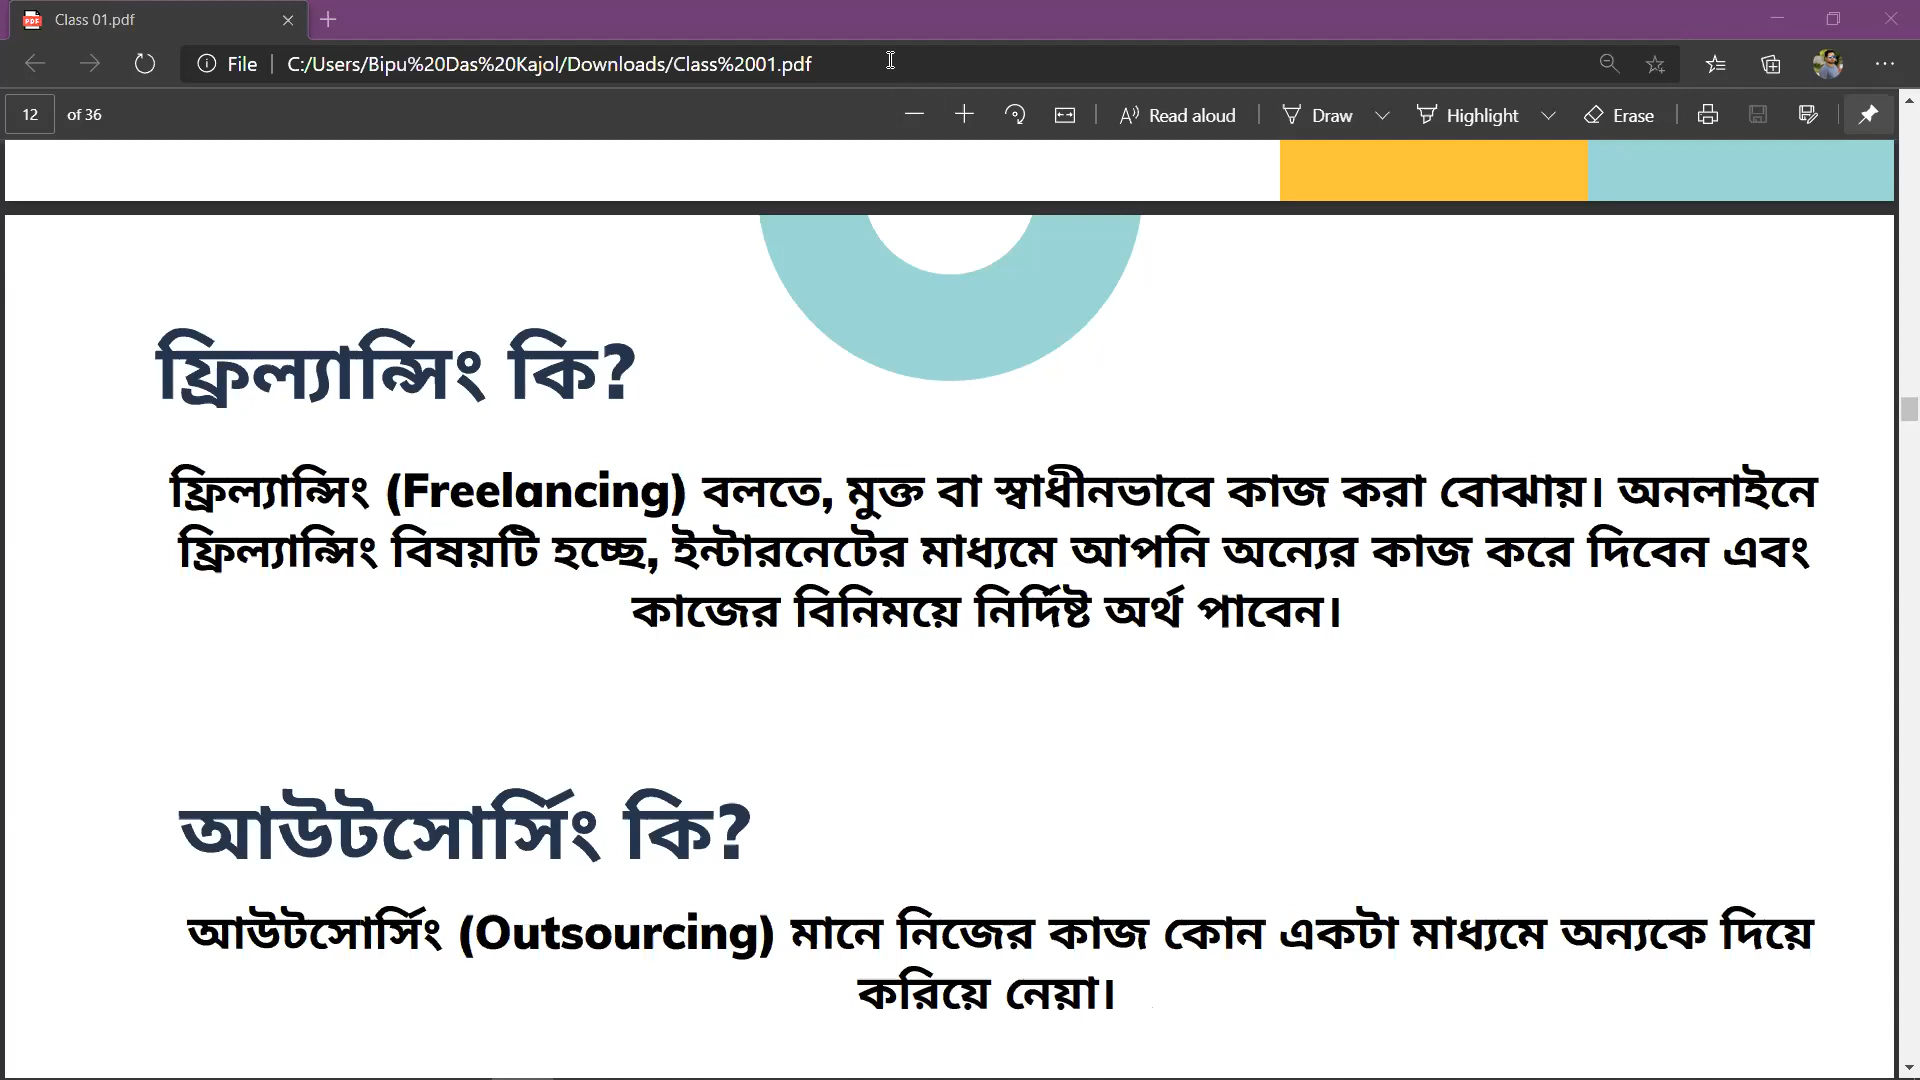 Class 01.pdf
File
C:/Users/Bipu%20Das%20Kajol/Downloads/Class%2001.pdf
12 of 36
Read aloud
Draw
Highlight
Erase
ফ্রিল্যান্সিং কি?
ফ্রিল্যান্সিং (Freelancing) বলতে, মুক্ত বা স্বাধীনভাবে কাজ করা বোঝায়। অনলাইনে
ফ্রিল্যান্সিং বিষয়টি হচ্ছে, ইন্টারনেটের মাধ্যমে আপনি অন্যের কাজ করে দিবেন এবং
কাজের বিনিময়ে নির্দিষ্ট অর্থ পাবেন।
আউটসোর্সিং কি?
আউটসোর্সিং (Outsourcing) মানে নিজের কাজ কোন একটা মাধ্যমে অন্যকে দিয়ে
করিয়ে নেয়া।